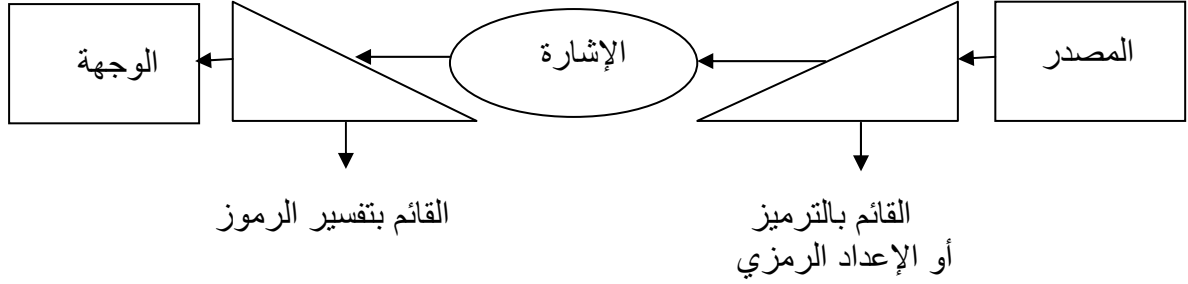 المصدر
الإشارة
الوجهة
القائم بالترميز
أو الإعداد الرمزي
القائم بتفسير الرموز